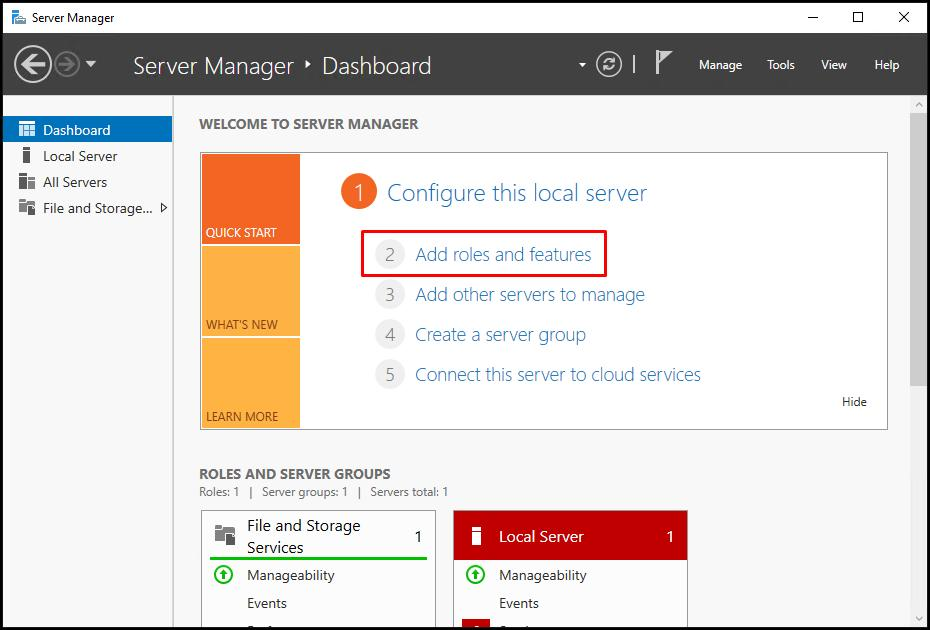 Server Manager
Server Manager ‣ Dashboard
Manage Tools View Help
Dashboard
Local Server
All Servers
File and Storage...
WELCOME TO SERVER MANAGER
QUICK START
WHAT'S NEW
LEARN MORE
1 Configure this local server
2 Add roles and features
3 Add other servers to manage
4 Create a server group
5 Connect this server to cloud services
Hide
ROLES AND SERVER GROUPS
Roles: 1 | Server groups: 1 | Servers total: 1
File and Storage
Services
1
Manageability
Events
Local Server 1
Manageability
Events